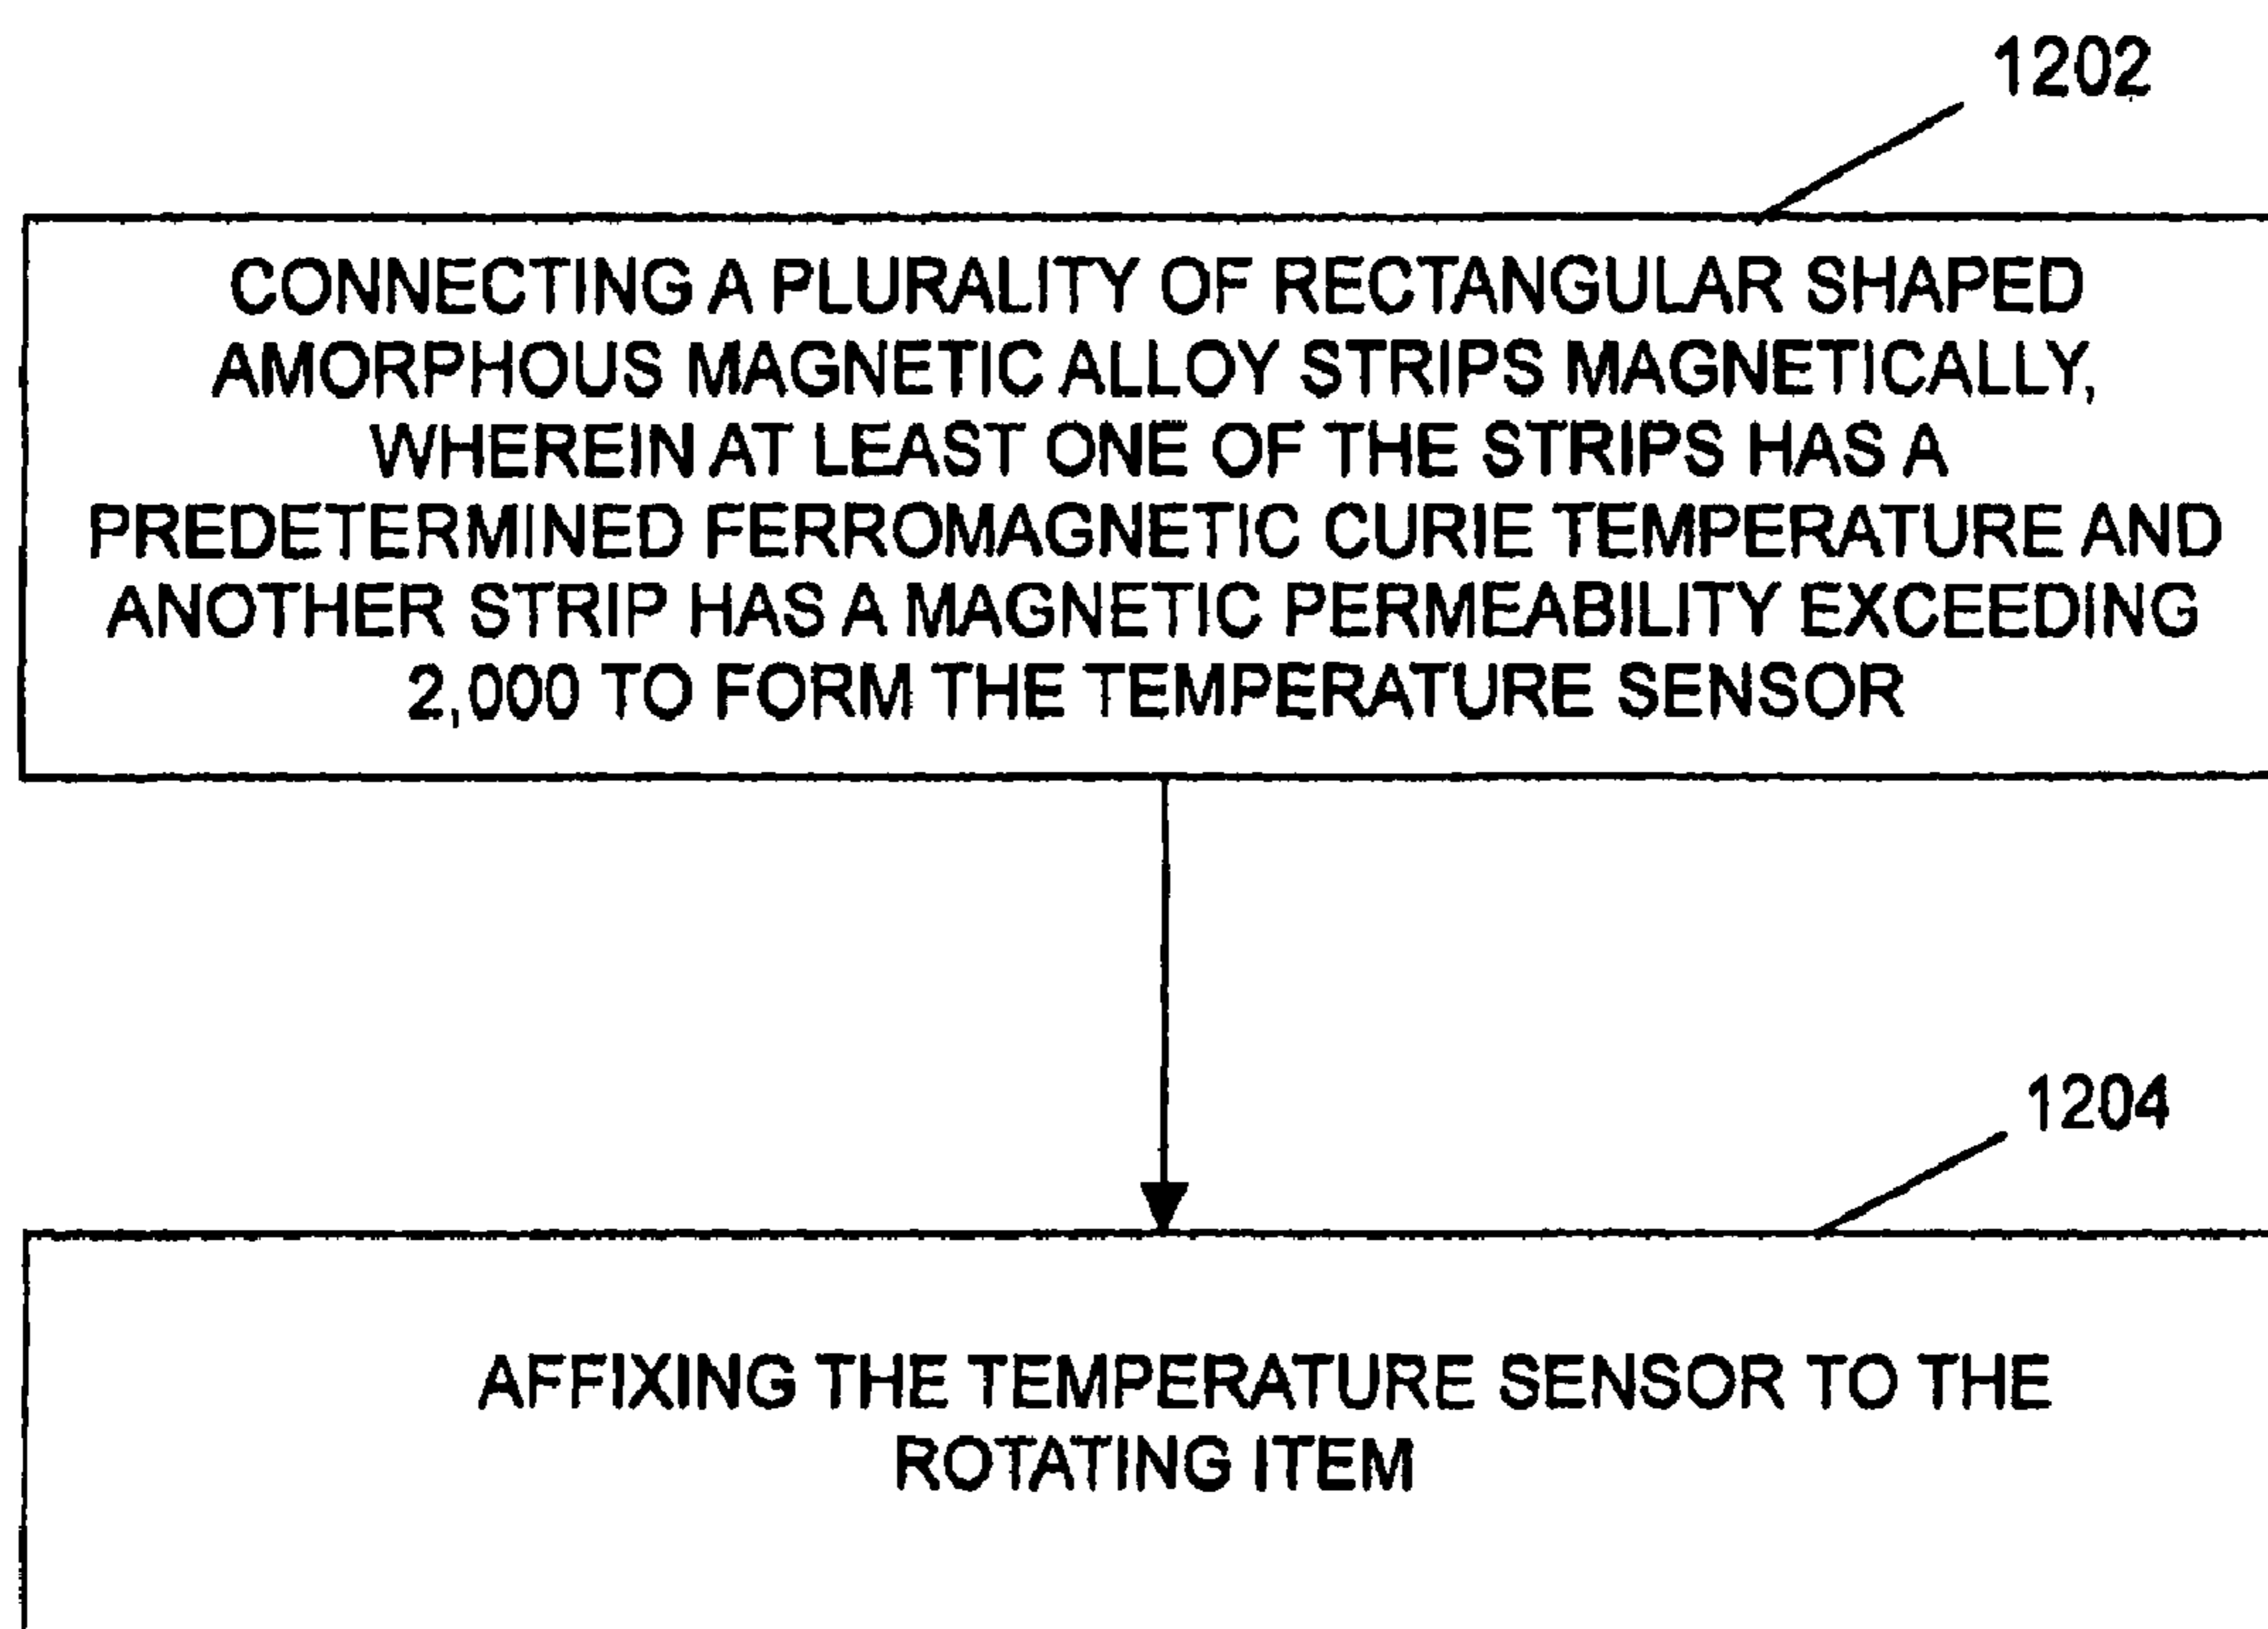 1202
CONNECTING A PLURALITY OF RECTANGULAR SHAPED
AMORPHOUS MAGNETIC ALLOY STRIPS MAGNETICALLY,
WHEREIN AT LEAST ONE OF THE STRIPS HAS A
PREDETERMINED FERROMAGNETIC CURIE TEMPERATURE AND
ANOTHER STRIP HAS A MAGNETIC PERMEABILITY EXCEEDING
2,000 TO FORM THE TEMPERATURE SENSOR
1204
AFFIXING THE TEMPERATURE SENSOR TO THE
ROTATING ITEM